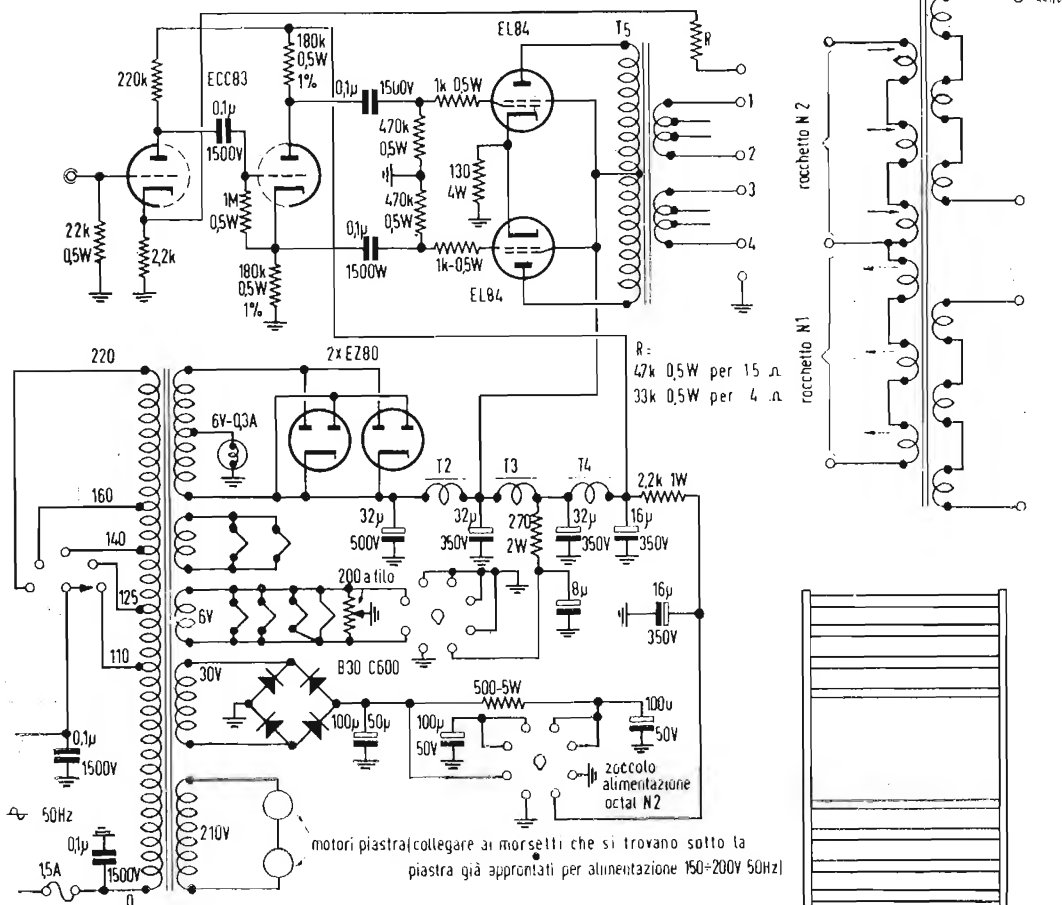 EL84
T5
180k
0,5W
1%
R
220k
ECC83
0,1µ
1500V
0,1µ
1500V
1k 0,5W
470k
0,5W
130
4W
1
2
3
4
1M
0,5W
470k
0,5W
22k
0,5W
2,2k
0,1µ
1500W
1k-0,5W
180k
0,5W
1%
EL84
rocchetto N2
rocchetto N1
R=
47k 0,5W per 15 Ω
33k 0,5W per 4 Ω
220
2xEZ80
6V-0,3A
T2
T3
T4
2,2k 1W
160
140
125
110
32µ
500V
32µ
350V
270
2W
32µ
350V
16µ
350V
200 a filo
6V
8µ
16µ
350V
30V
B30 C600
500-5W
100µ
50µ
100µ
50V
100µ
50V
zoccolo
alimentazione
octal N2
0,1µ
1500V
50Hz
210V
0,1µ
1500V
1,5A
0
motori piastra(collegare ai morsetti che si trovano sotto la
piastra già approntati per alimentazione 150÷200V 50Hz)